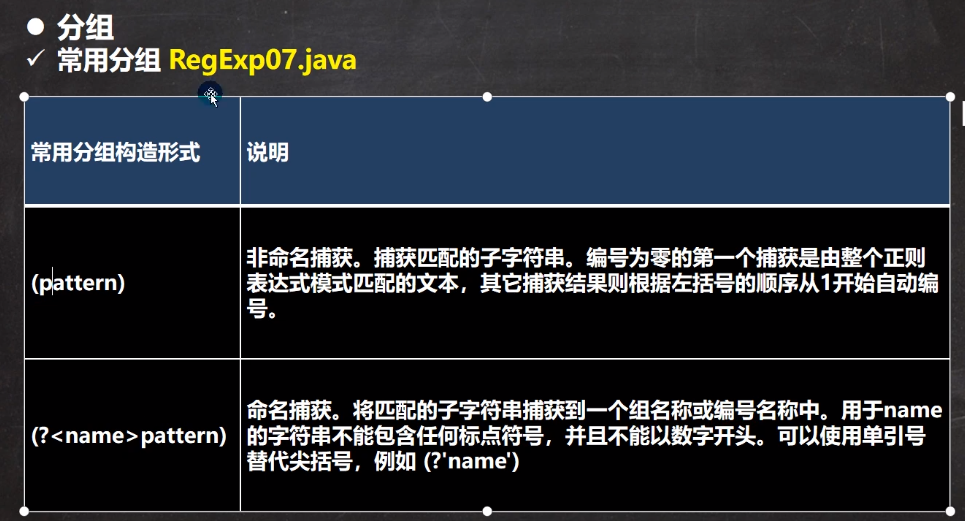 ● 分组
✓ 常用分组 RegExp07.java
常用分组构造形式
说明
(pattern)
非命名捕获。捕获匹配的子字符串。编号为零的第一个捕获是由整个正则
表达式模式匹配的文本，其它捕获结果则根据左括号的顺序从1开始自动编
号。
(?<name>pattern)
命名捕获。将匹配的子字符串捕获到一个组名称或编号名称中。用于name
的字符串不能包含任何标点符号，并且不能以数字开头。可以使用单引号
替代尖括号，例如 (?'name')